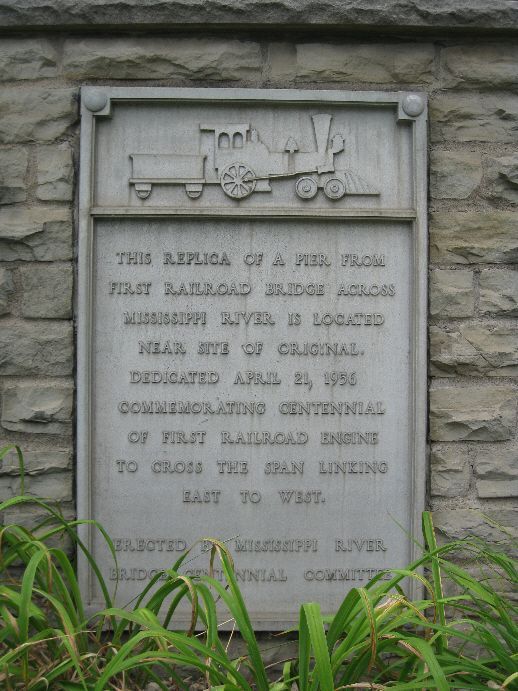 THIS REPLICA OF A PIER FROM
FIRST RAILROAD BRIDGE ACROSS
MISSISSIPPI RIVER IS LOCATED
NEAR SITE OF ORIGINAL.
DEDICATED APRIL 21, 1956
COMMEMORATING CENTENNIAL
OF FIRST RAILROAD ENGINE
TO CROSS THE SPAN LINKING
EAST TO WEST.
ERECTED BY MISSISSIPPI RIVER
BRIDGE CENTENNIAL COMMITTEE